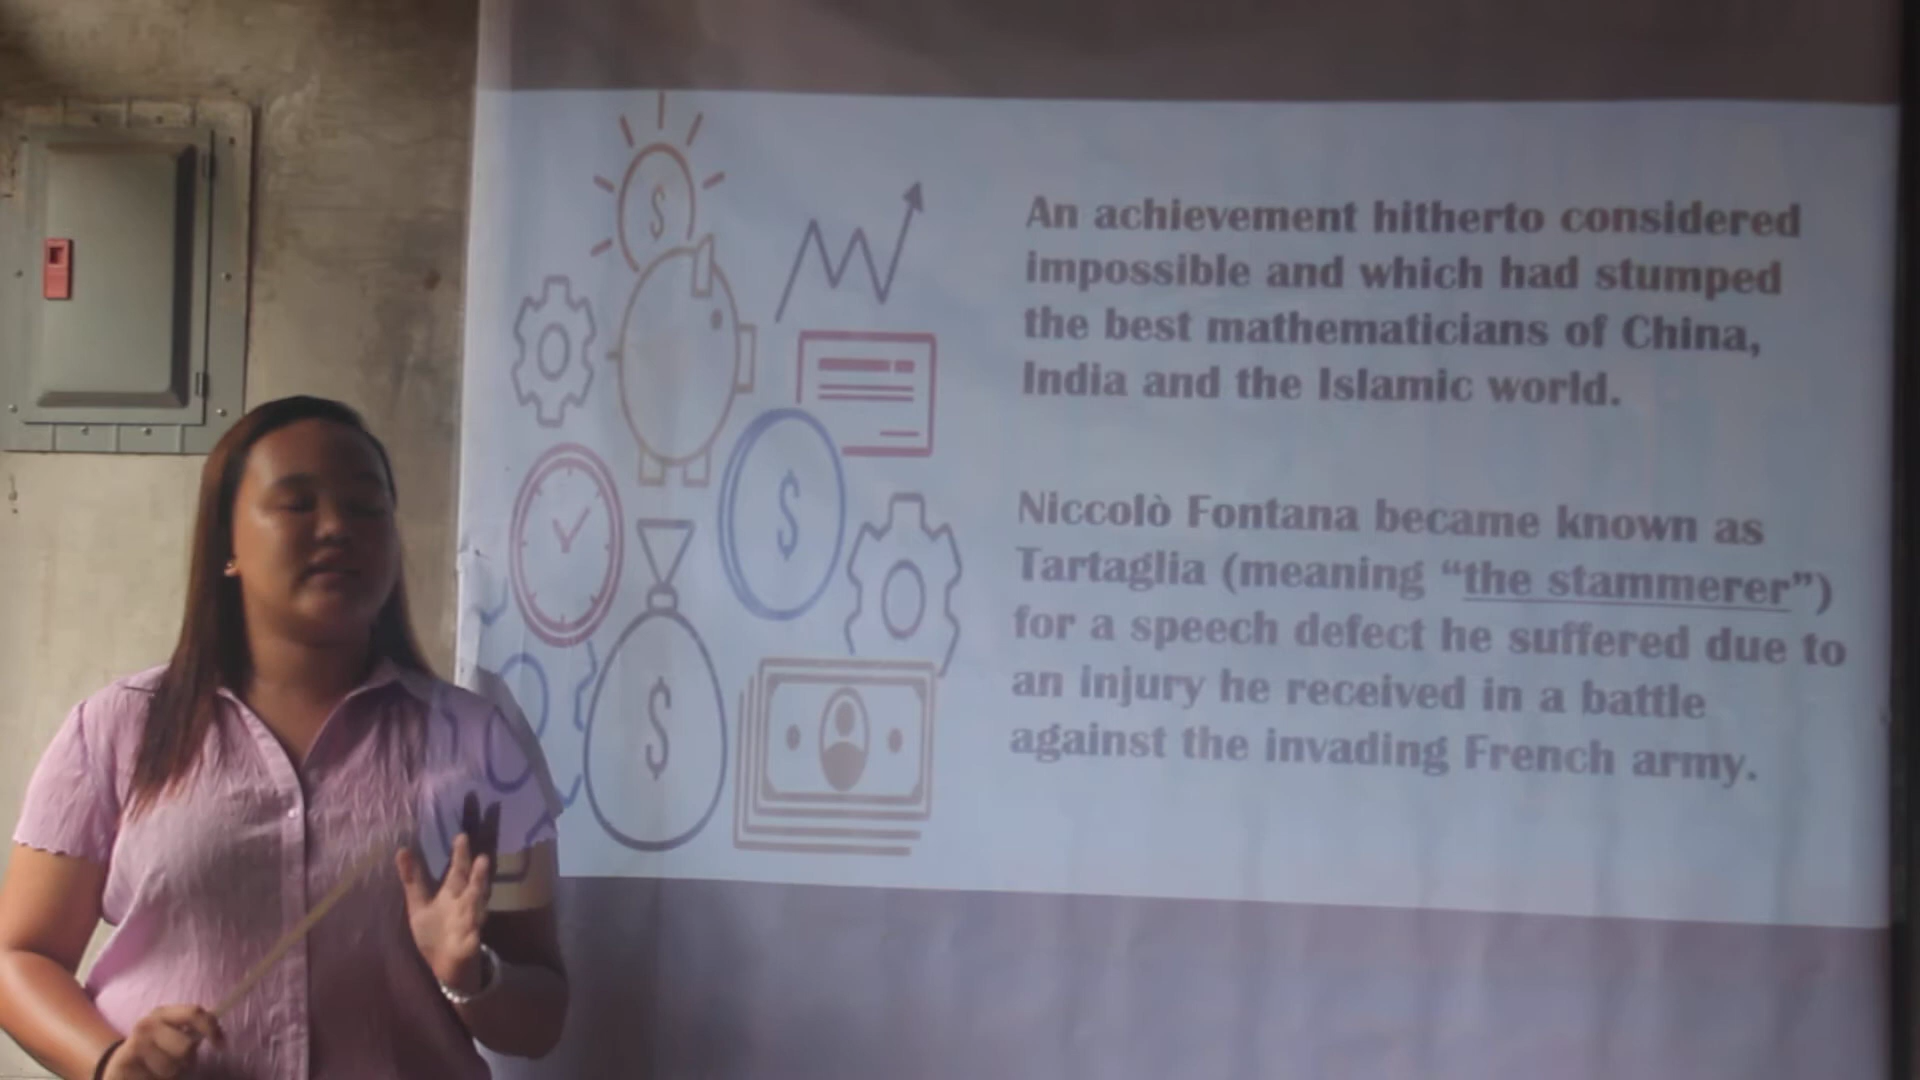 An achievement hitherto considered
impossible and which had stumped
the best mathematicians of China,
India and the Islamic world.
Niccolò Fontana became known as
Tartaglia (meaning “the stammerer”)
for a speech defect he suffered due to
an injury he received in a battle
against the invading French army.
$
$
$